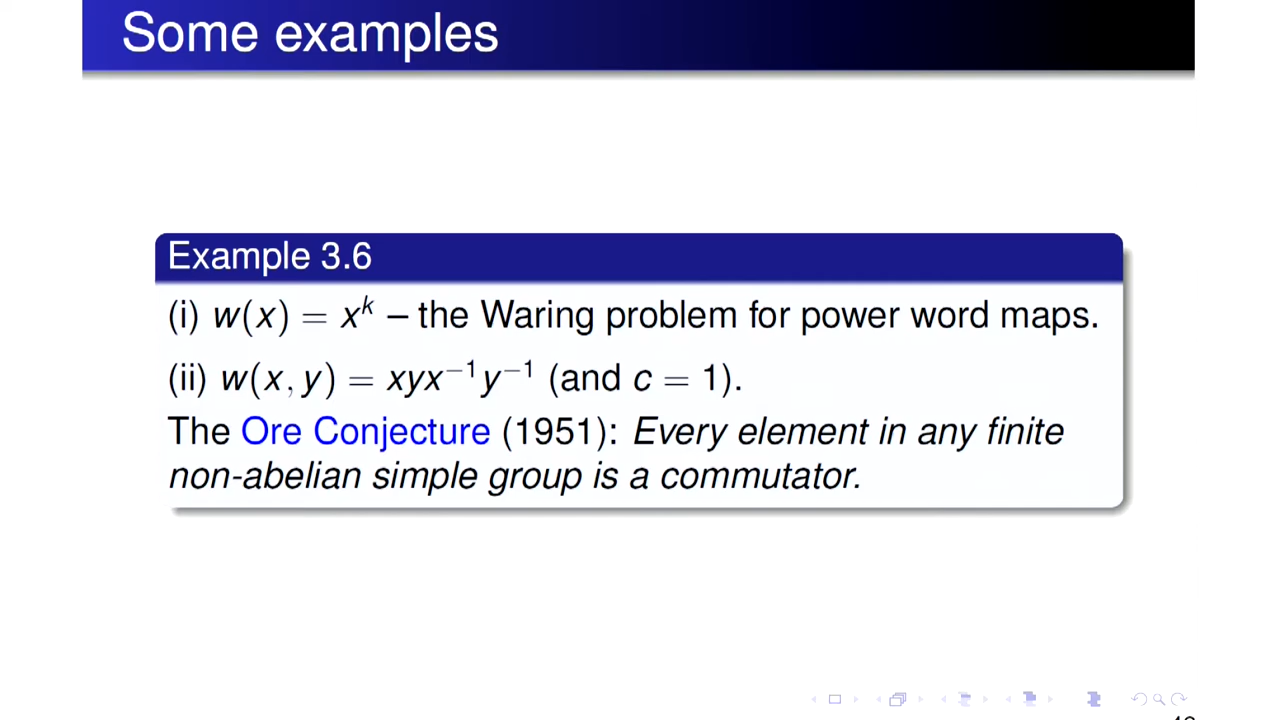 Some examples
Example 3.6
(i) w(x) = x^k – the Waring problem for power word maps.
(ii) w(x, y) = xyx⁻¹y⁻¹ (and c = 1).
The Ore Conjecture (1951): Every element in any finite
non-abelian simple group is a commutator.